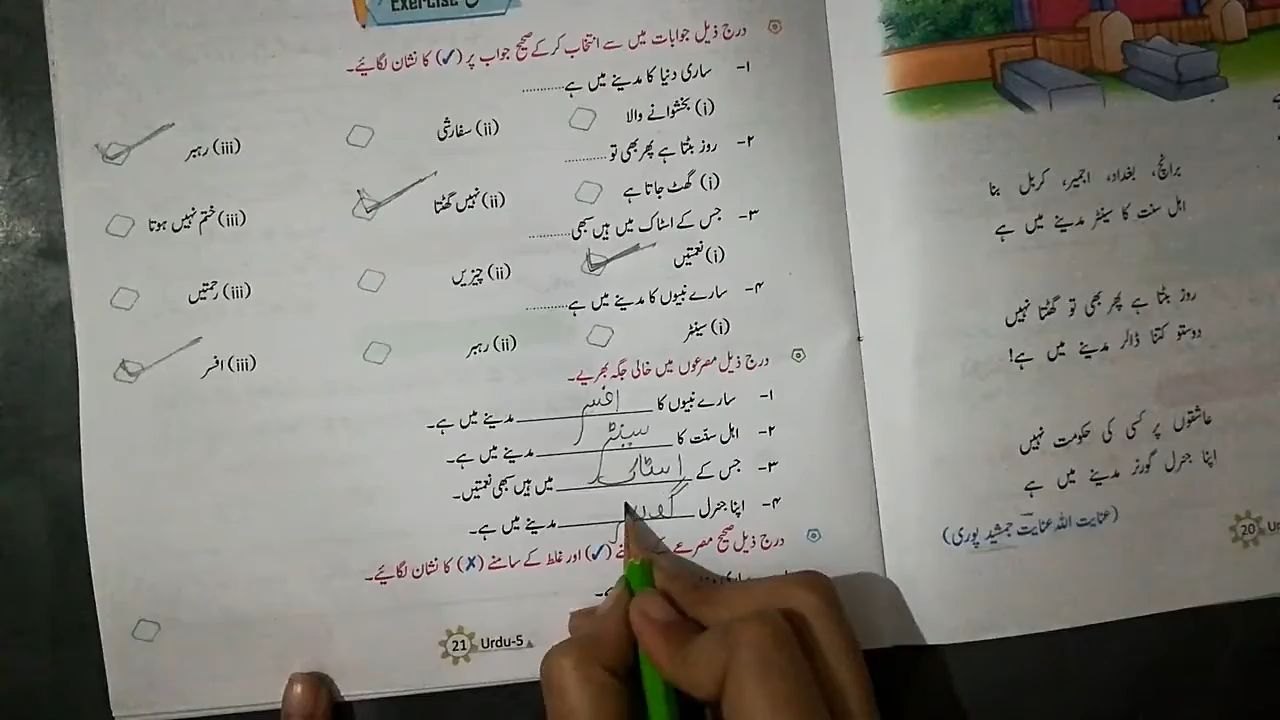 Exercise
درج ذیل جوابات میں سے انتخاب کر کے صحیح جواب پر (✓) کا نشان لگائیے۔
۱- ساری دنیا کا مدینے میں ہے..........
(i) بخشوانے والا (ii) سفارشی (iii) رہبر
۲- روز بٹتا ہے پھر بھی تو..........
(i) گھٹ جاتا ہے (ii) نہیں گھٹتا (iii) ختم نہیں ہوتا
۳- جس کے اسٹاک میں ہیں سبھی..........
(i) نعمتیں (ii) چیزیں (iii) رحمتیں
۴- سارے نبیوں کا مدینے میں ہے..........
(i) سینٹر (ii) رہبر (iii) افسر
درج ذیل مصرعوں میں خالی جگہ بھریے۔
۱- سارے نبیوں کا افسر مدینے میں ہے۔
۲- اہل سنّت کا سینٹر مدینے میں ہے۔
۳- جس کے اسٹاک میں ہیں سبھی نعمتیں۔
۴- اپنا جنرل گورنر مدینے میں ہے۔
درج ذیل صحیح مصرعے (✓) اور غلط کے سامنے (✗) کا نشان لگائیے۔
21 Urdu-5
برانچ، بغداد، اجمیر، کربل بنا
اہل سنت کا سینٹر مدینے میں ہے
روز بٹتا ہے پھر بھی تو گھٹتا نہیں
دوستو کتنا ڈالر مدینے میں ہے!
عاشقوں پر کسی کی حکومت نہیں
اپنا جنرل گورنر مدینے میں ہے
(عنایت اللہ عنایت جمشید پوری)
20